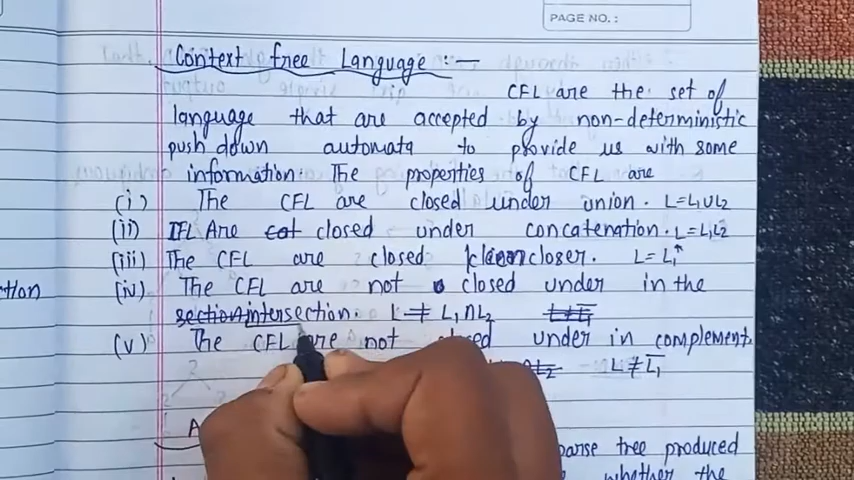 PAGE NO.:
Context free Language :-
CFL are the set of
language that are accepted by non-deterministic
push down automata to provide us with some
information. The properties of CFL are
(i) The CFL are closed under union. L=L1UL2
(ii) CFL Are closed under concatenation. L=L1L2
(iii) The CFL are closed closer. L=L1*
(iv) The CFL are not closed under in the
ction
intersection. L≠L1∩L2
(v) The CFL are not closed under in complement.
L≠L̅1
A
parse tree produced
whether the